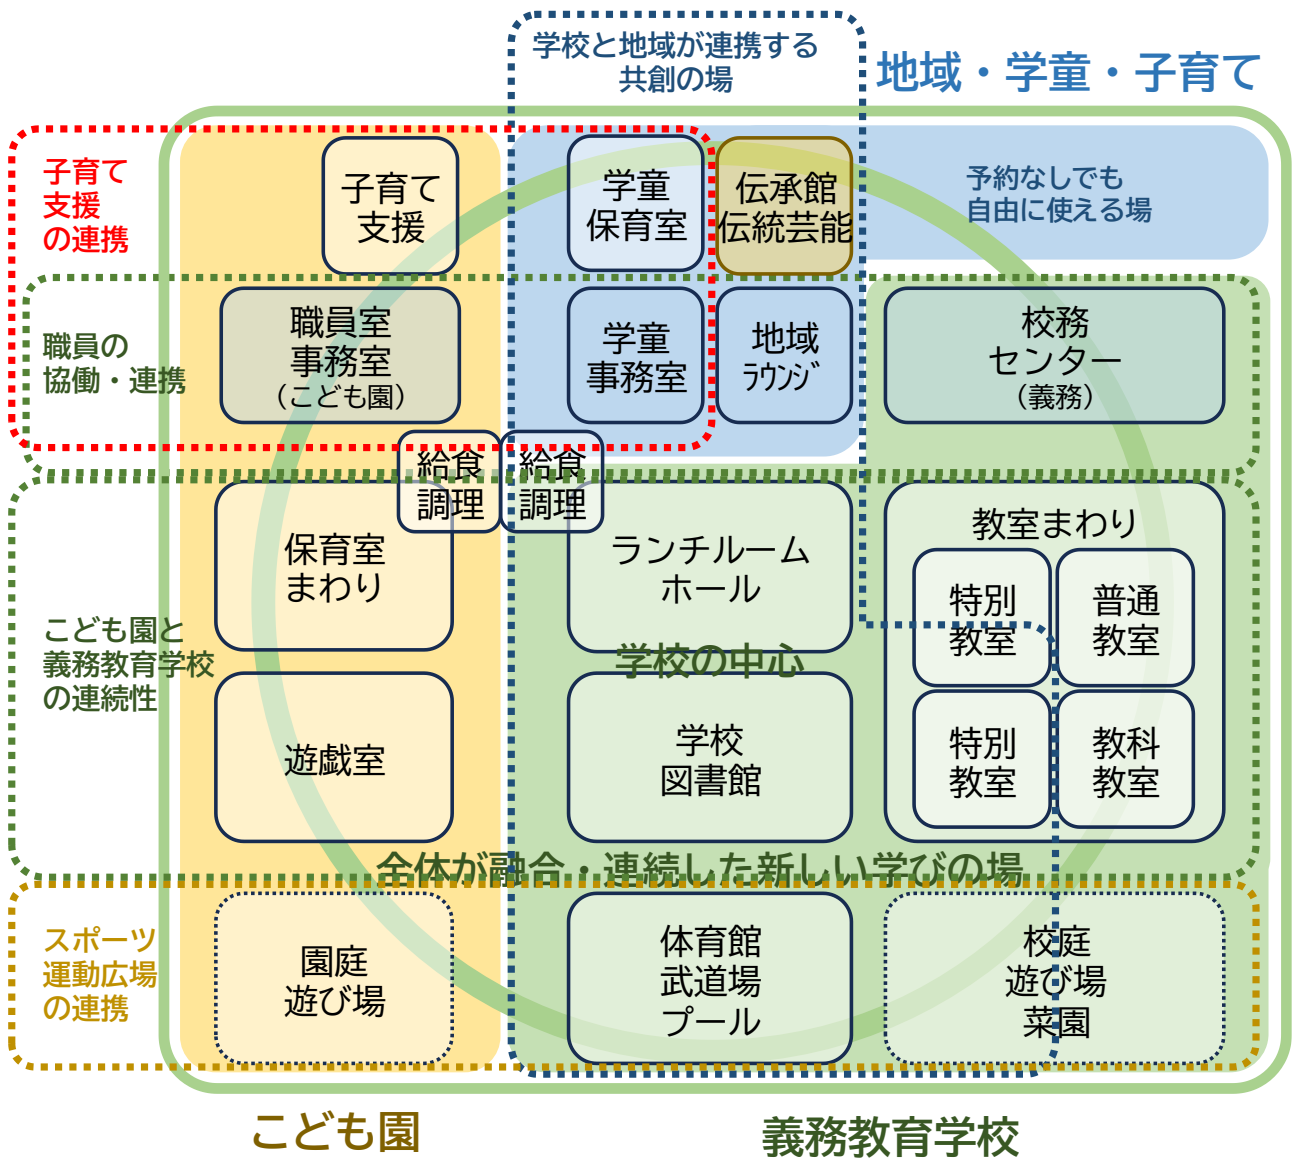 学校と地域が連携する
共創の場
地域・学童・子育て
子育て
支援
の連携
子育て
支援
学童
保育室
伝承館
伝統芸能
予約なしでも
自由に使える場
職員の
協働・連携
職員室
事務室
（こども園）
学童
事務室
地域
ﾗｳﾝｼﾞ
校務
センター
（義務）
給食
調理
給食
調理
こども園と
義務教育学校
の連続性
保育室
まわり
ランチルーム
ホール
学校の中心
教室まわり
特別
教室
普通
教室
特別
教室
教科
教室
遊戯室
学校
図書館
全体が融合・連続した新しい学びの場
スポーツ
運動広場
の連携
園庭
遊び場
体育館
武道場
プール
校庭
遊び場
菜園
こども園
義務教育学校